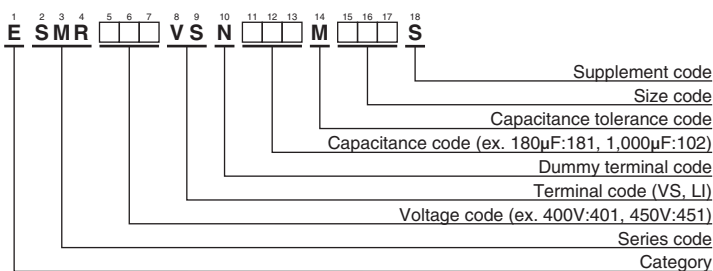 1 2 3 4 5 6 7 8 9 10 11 12 13 14 15 16 17 18
E S M R V S N M S
Supplement code
Size code
Capacitance tolerance code
Capacitance code (ex. 180µF:181, 1,000µF:102)
Dummy terminal code
Terminal code (VS, LI)
Voltage code (ex. 400V:401, 450V:451)
Series code
Category